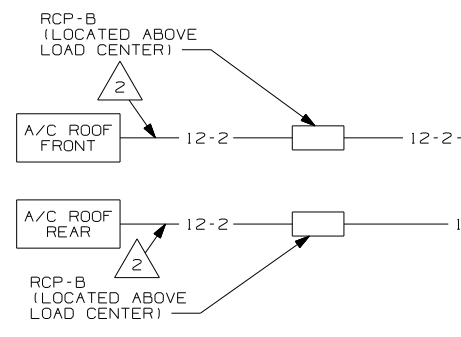 RCP-B
(LOCATED ABOVE
LOAD CENTER)
2
A/C ROOF
FRONT
12-2
12-2-
A/C ROOF
REAR
12-2
1
2
RCP-B
(LOCATED ABOVE
LOAD CENTER)